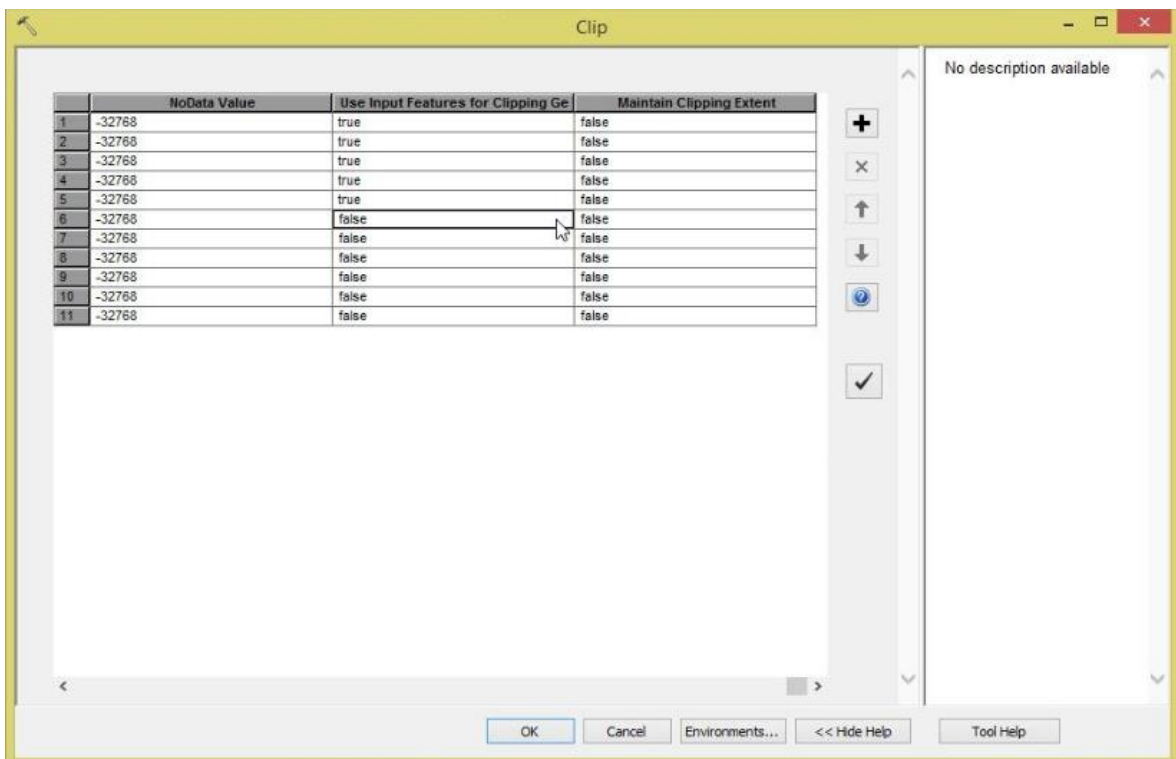 Clip
No description available
NoData Value Use Input Features for Clipping Ge Maintain Clipping Extent
1 -32768 true false
2 -32768 true false
3 -32768 true false
4 -32768 true false
5 -32768 true false
6 -32768 false false
7 -32768 false false
8 -32768 false false
9 -32768 false false
10 -32768 false false
11 -32768 false false
OK Cancel Environments... << Hide Help Tool Help